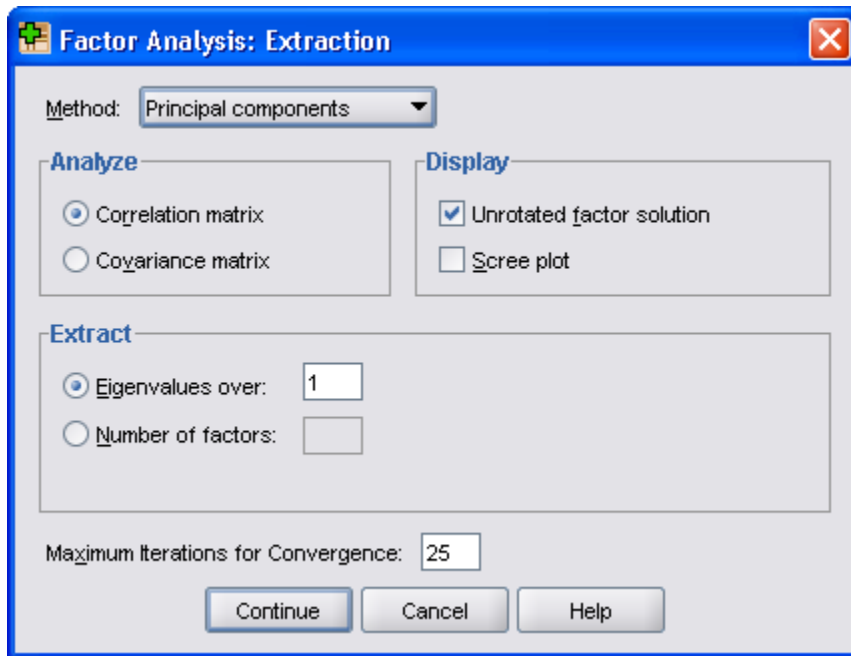 Factor Analysis: Extraction
Method: Principal components
Analyze
Correlation matrix
Covariance matrix
Display
Unrotated factor solution
Scree plot
Extract
Eigenvalues over: 1
Number of factors:
Maximum Iterations for Convergence: 25
Continue Cancel Help